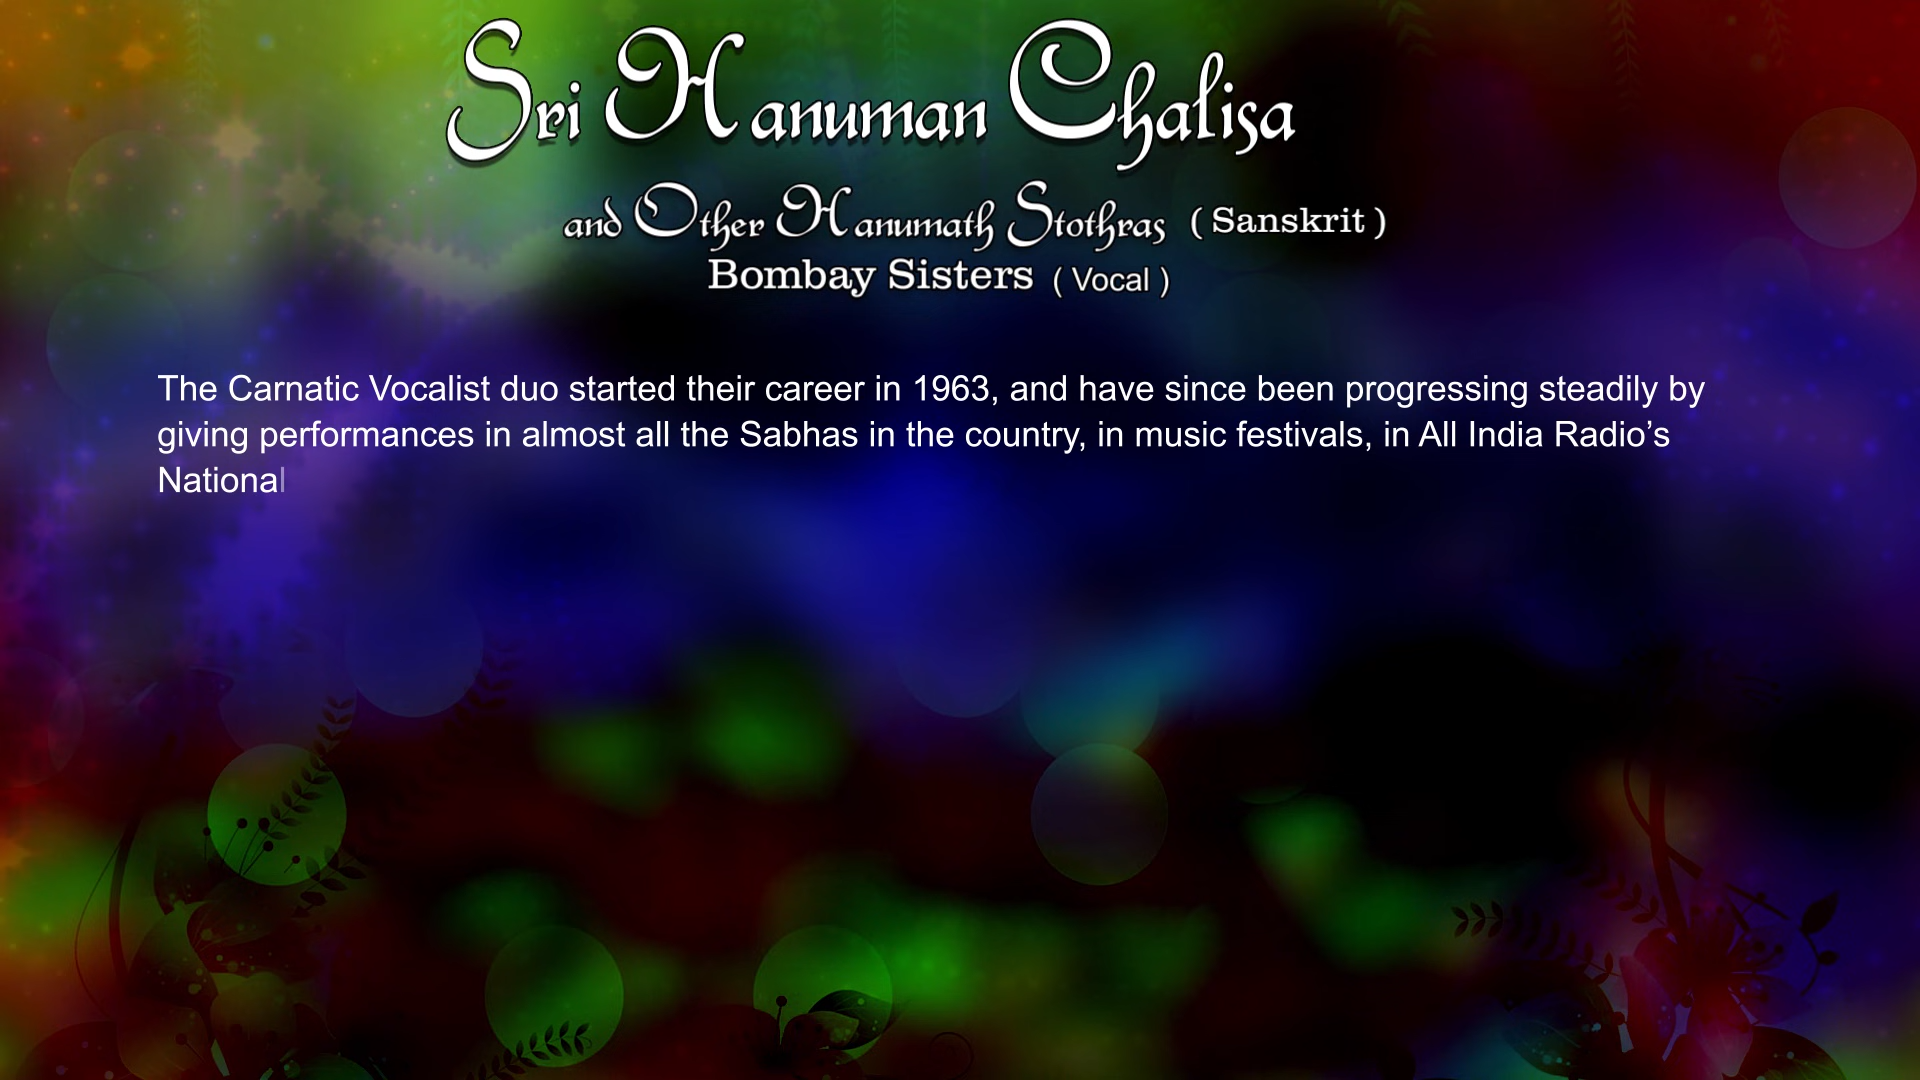 Sri Hanuman Chalisa
and Other Hanumath Stothras ( Sanskrit )
Bombay Sisters ( Vocal )
The Carnatic Vocalist duo started their career in 1963, and have since been progressing steadily by
giving performances in almost all the Sabhas in the country, in music festivals, in All India Radio’s
National